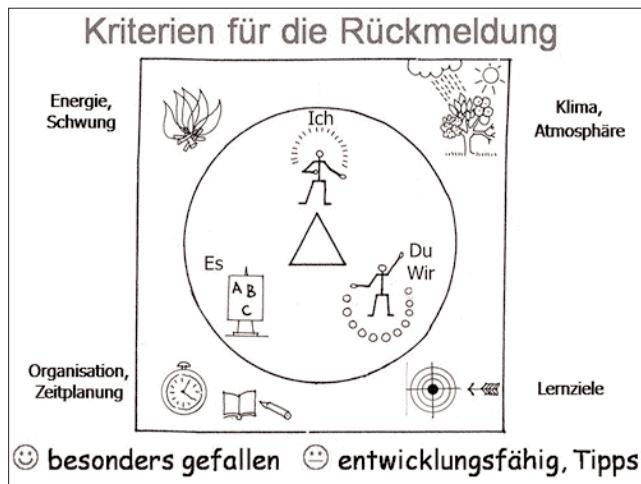 Kriterien für die Rückmeldung
Energie,
Schwung
Klima,
Atmosphäre
Ich
Es
A B
C
Du
Wir
Organisation,
Zeitplanung
Lernziele
besonders gefallen
entwicklungsfähig, Tipps